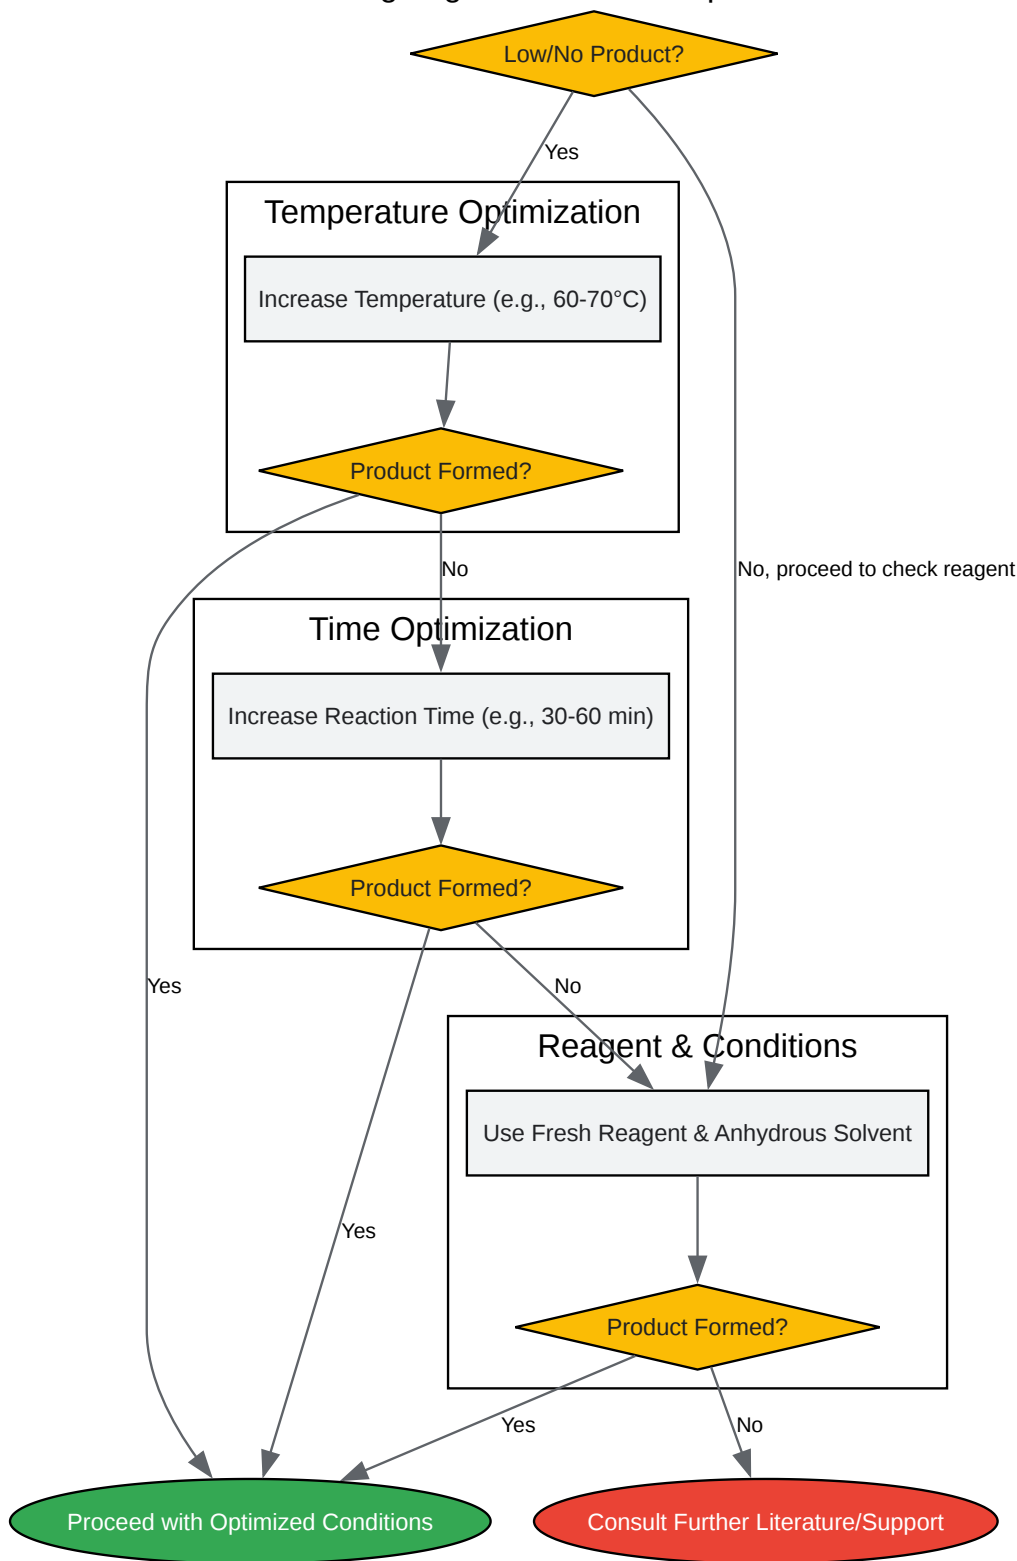 Low/No Product?
Yes
Temperature Optimization
Increase Temperature (e.g., 60-70°C)
Product Formed?
No
No, proceed to check reagent
Time Optimization
Increase Reaction Time (e.g., 30-60 min)
Product Formed?
Yes
No
Reagent & Conditions
Use Fresh Reagent & Anhydrous Solvent
Yes
Product Formed?
Yes
No
Proceed with Optimized Conditions
Consult Further Literature/Support